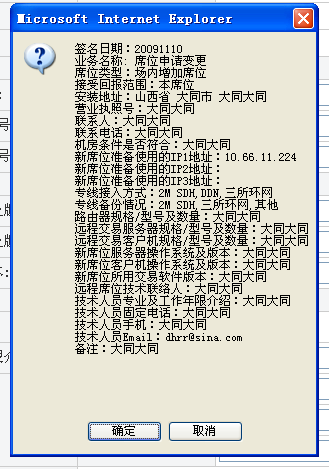 Microsoft Internet Explorer
签名日期：20091110
业务名称：席位申请变更
席位类型：场内增加席位
接受回报范围：本席位
安装地址：山西省 大同市 大同大同
营业执照号：大同大同
联系人：大同大同
联系电话：大同大同
机房条件是否符合：大同大同
新席位准备使用的IP1地址：10.66.11.224
新席位准备使用的IP2地址：
新席位准备使用的IP3地址：
专线接入方式：2M SDH,DDN,三所环网
专线备份情况：2M SDH,三所环网,其他
路由器规格/型号及数量：大同大同
远程交易服务器规格/型号及数量：大同大同
远程交易客户机规格/型号及数量：大同大同
新席位服务器操作系统及版本：大同大同
新席位客户机操作系统及版本：大同大同
新席位所用交易软件版本：大同大同
远程席位技术联络人：大同大同
技术人员专业及工作年限介绍：大同大同
技术人员固定电话：大同大同
技术人员手机：大同大同
技术人员Email：dhrr@sina.com
备注：大同大同
确定 取消